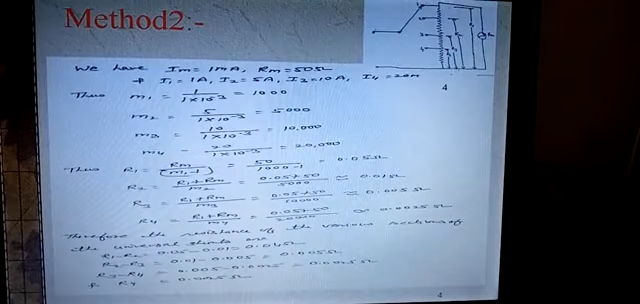 Method2:-
We have Im = 1mA, Rm = 50Ω
& I1 = 1A, I2 = 5A, I3 = 10A, I4 = 20A
4
Thus m1 = 1 / 1×10-3 = 1000
m2 = 5 / 1×10-3 = 5000
m3 = 10 / 1×10-3 = 10,000
m4 = 20 / 1×10-3 = 20,000
Thus R1 = Rm / (m1-1) = 50 / 1000-1 = 0.05Ω
R2 = R1+Rm / m2 = 0.05+50 / 5000 ≈ 0.01Ω
R3 = R1+Rm / m3 = 0.05+50 / 10000 ≈ 0.005Ω
R4 = R1+Rm / m4 = 0.05+50 / 20000 ≈ 0.0025Ω
Therefore the resistance of the various sections of
the universal shunts are
R1-R2 = 0.05-0.01 = 0.04Ω
R2-R3 = 0.01-0.005 = 0.005Ω
R3-R4 = 0.005-0.0025 = 0.0025Ω
& R4 = 0.0025Ω
4